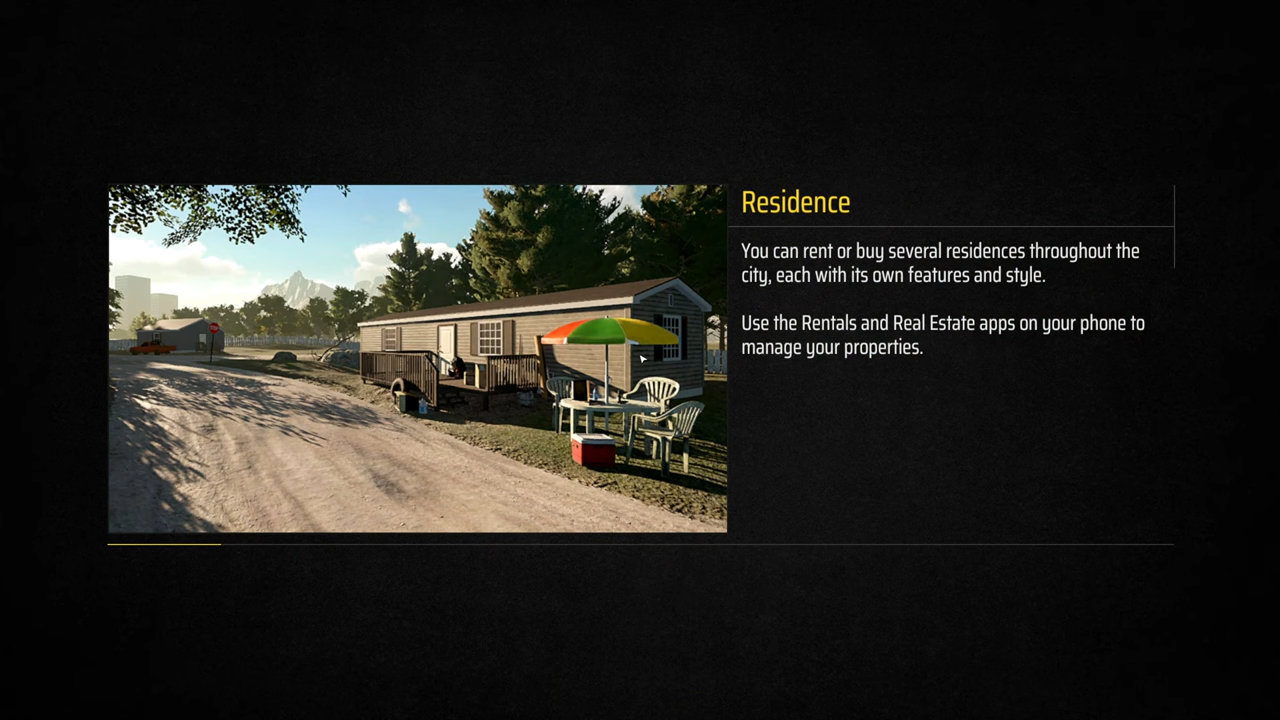 Residence
You can rent or buy several residences throughout the
city, each with its own features and style.
Use the Rentals and Real Estate apps on your phone to
manage your properties.